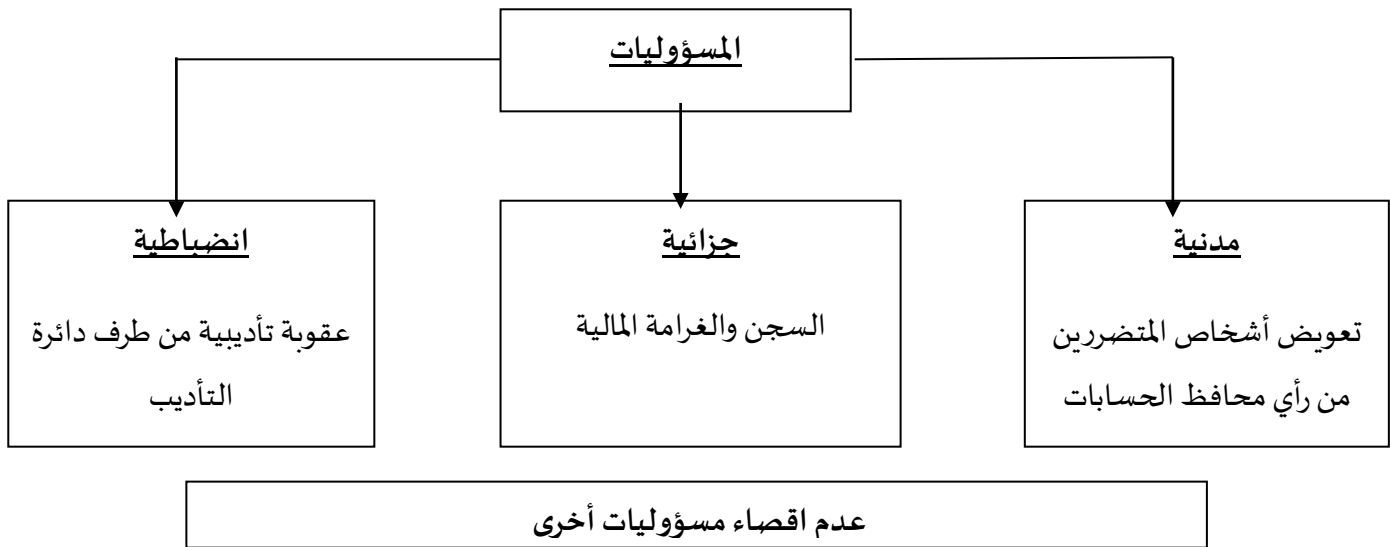 المسؤوليات
مدنية
تعويض أشخاص المتضررين
من رأي محافظ الحسابات
جزائية
السجن والغرامة المالية
انضباطية
عقوبة تأديبية من طرف دائرة
التأديب
عدم اقصاء مسؤوليات أخرى